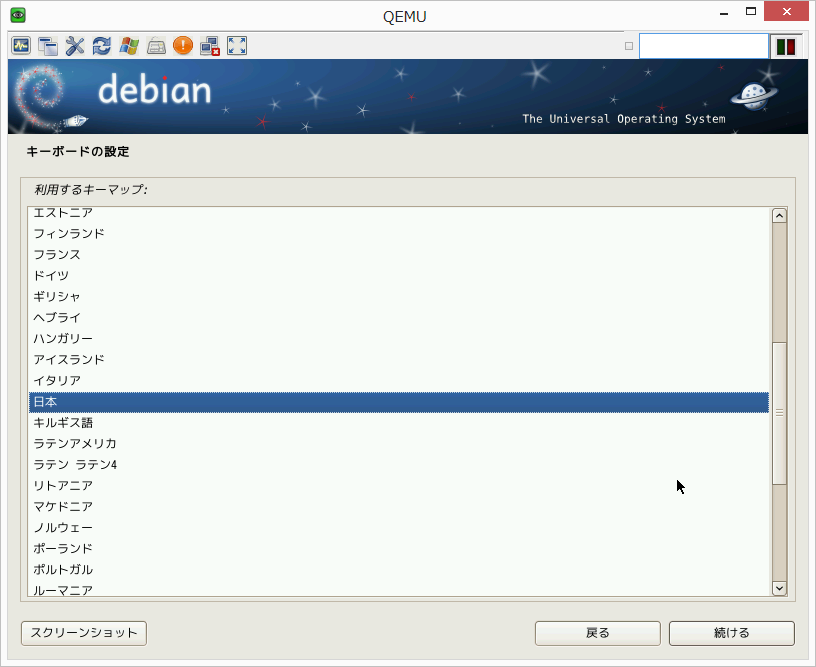 QEMU
debian
The Universal Operating System
キーボードの設定
利用するキーマップ:
エストニア
フィンランド
フランス
ドイツ
ギリシャ
ヘブライ
ハンガリー
アイスランド
イタリア
日本
キルギス語
ラテンアメリカ
ラテン ラテン4
リトアニア
マケドニア
ノルウェー
ポーランド
ポルトガル
ルーマニア
スクリーンショット
戻る
続ける